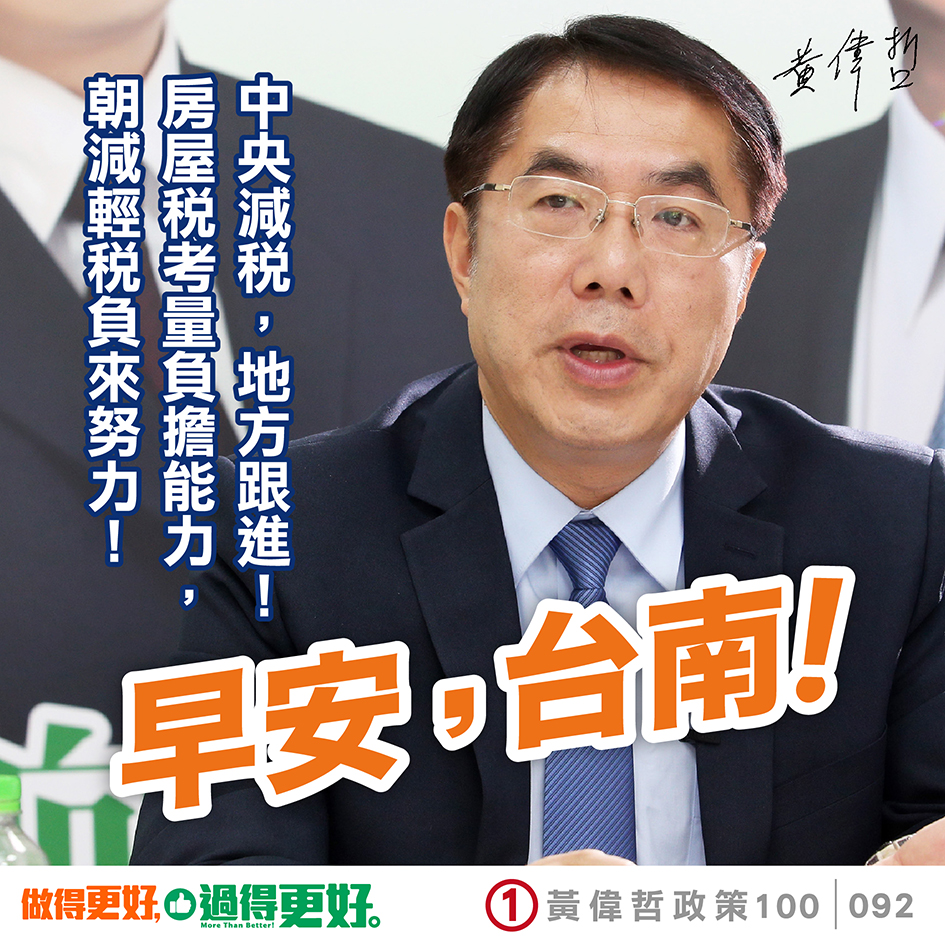 黃偉哲
中央減稅，地方跟進！
房屋稅考量負擔能力，
朝減輕稅負來努力！
早安，台南！
做得更好，過得更好。
More Than Better!
1 黃偉哲政策100 | 092